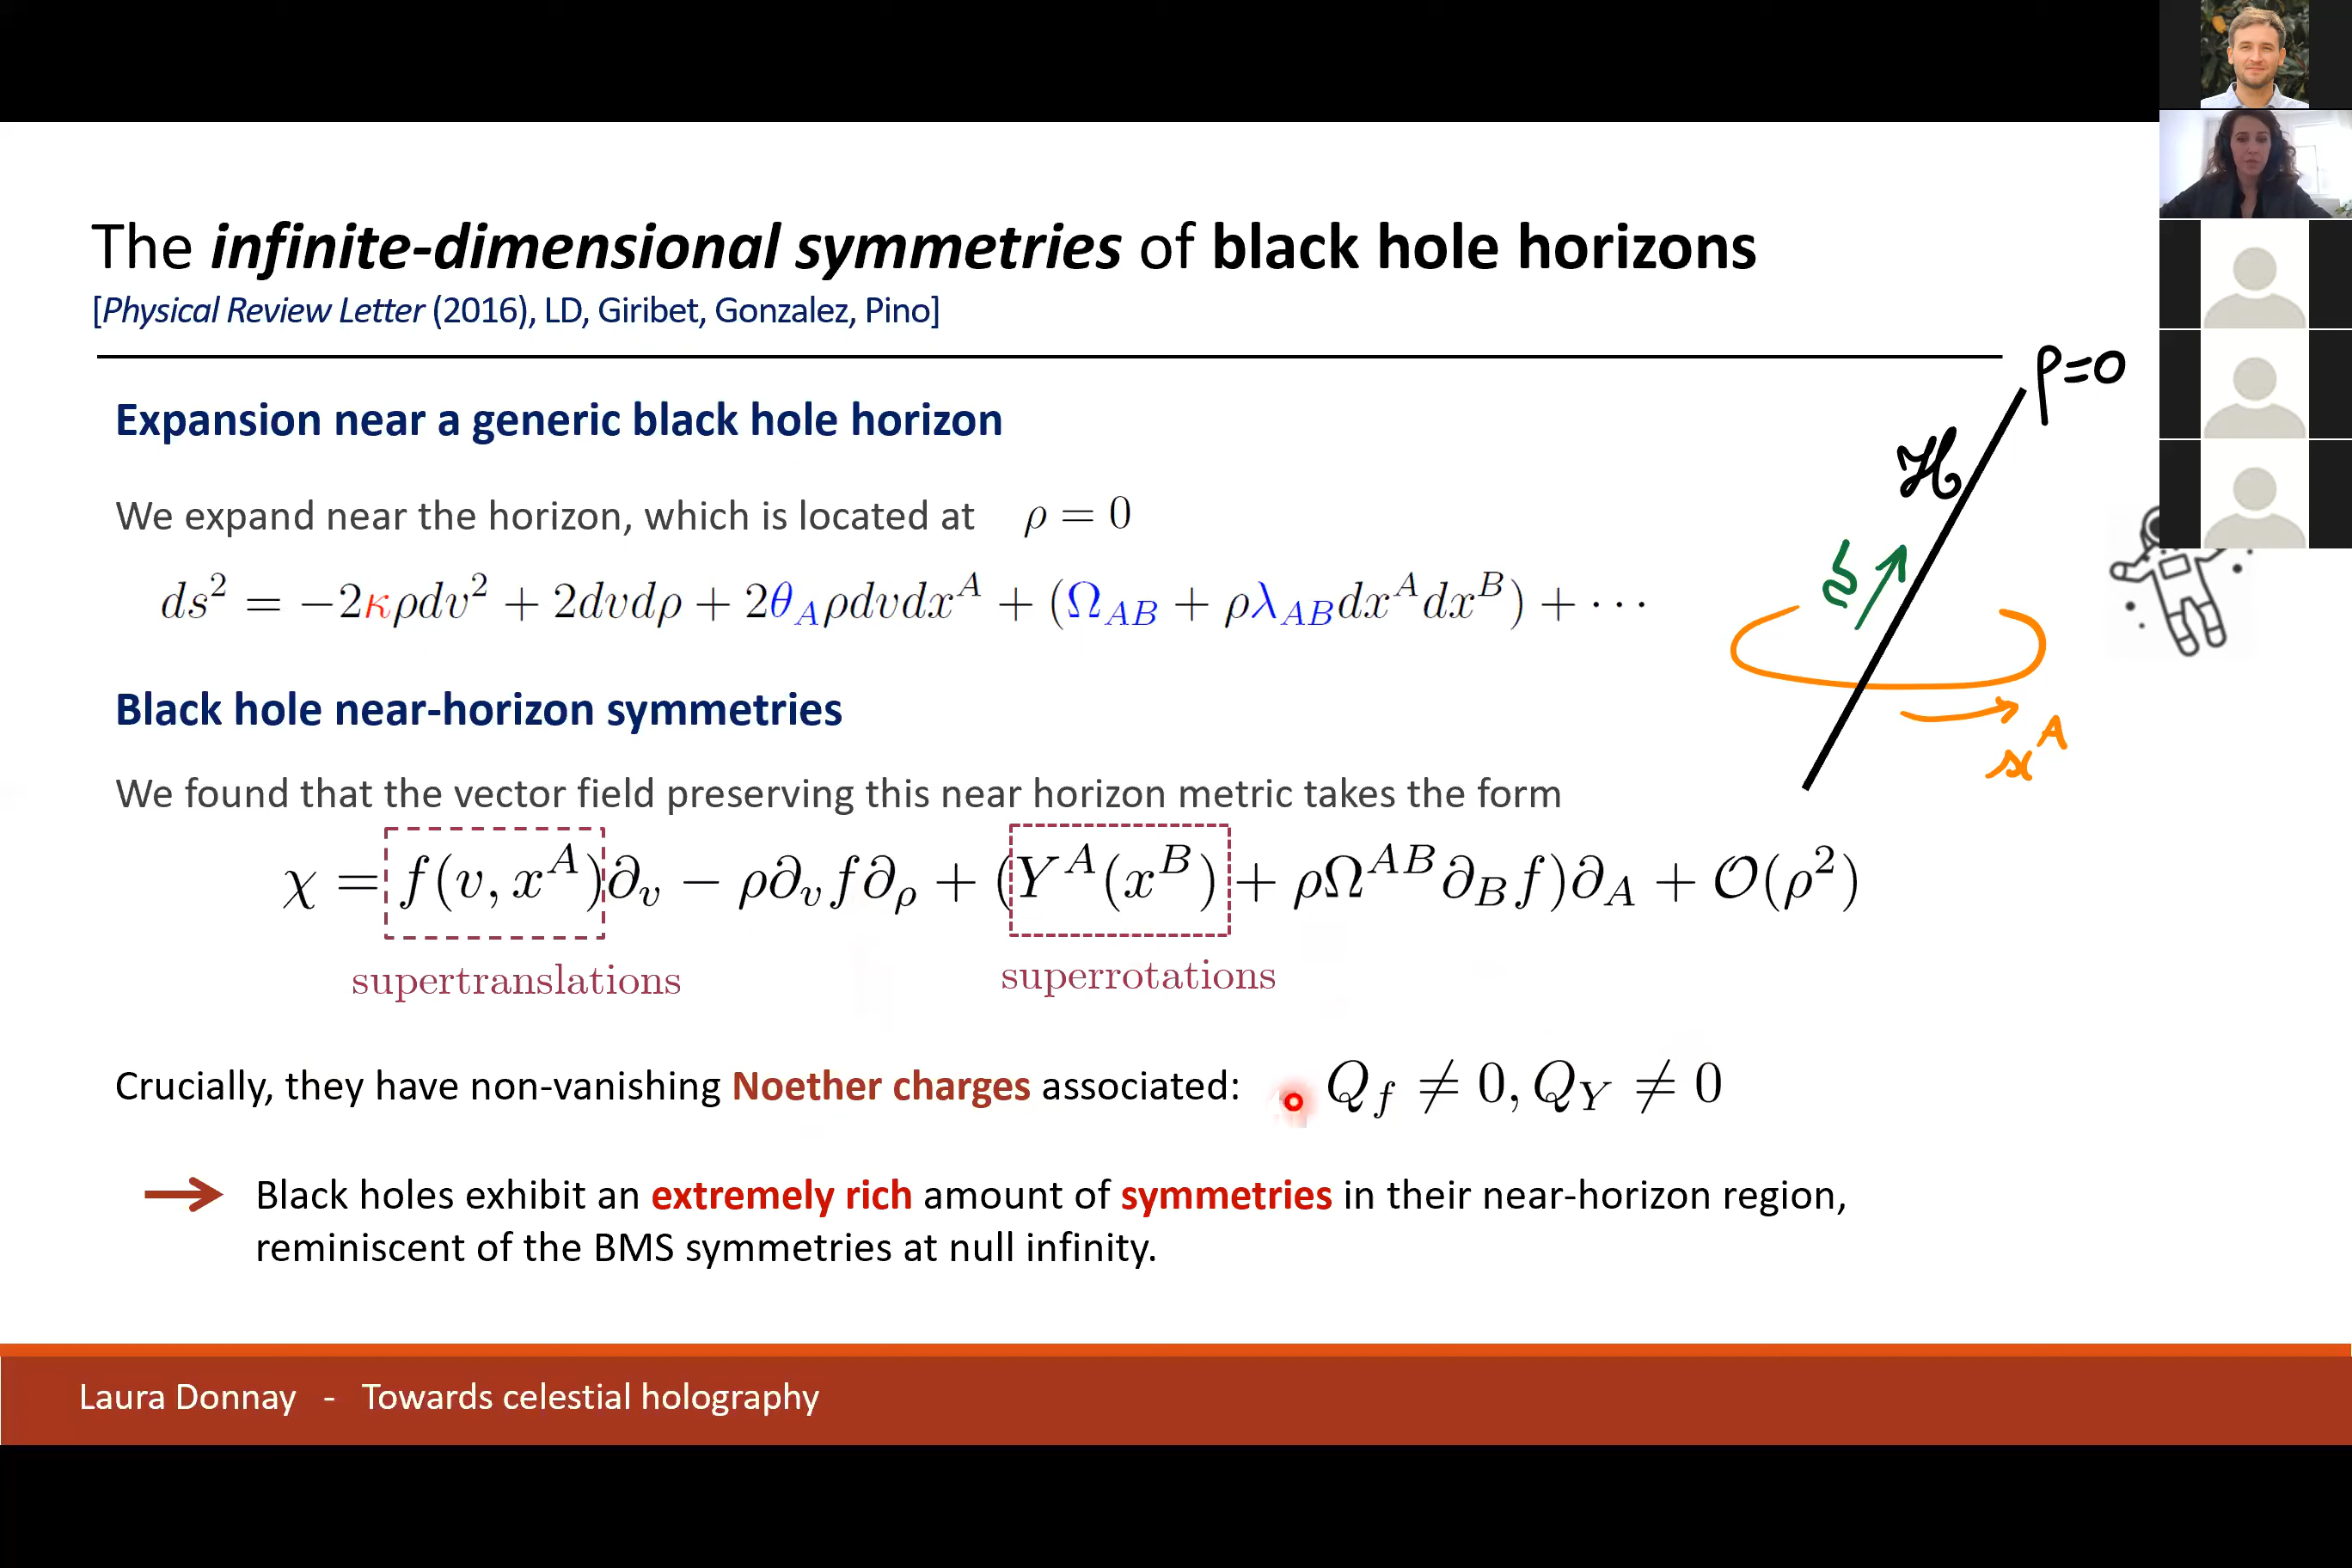 The infinite-dimensional symmetries of black hole horizons
[Physical Review Letter (2016), LD, Giribet, Gonzalez, Pino]
ρ=0
Expansion near a generic black hole horizon
ℋ
We expand near the horizon, which is located at ρ = 0
ds² = −2κρdv² + 2dvdρ + 2θ_Aρdvdx^A + (Ω_AB + ρλ_ABdx^Adx^B) + ⋯
Black hole near-horizon symmetries
x^A
We found that the vector field preserving this near horizon metric takes the form
χ = f(v, x^A)∂_v − ρ∂_v f∂_ρ + (Y^A(x^B) + ρΩ^AB∂_B f)∂_A + 𝒪(ρ²)
supertranslations superrotations
Crucially, they have non-vanishing Noether charges associated: Q_f ≠ 0, Q_Y ≠ 0
Black holes exhibit an extremely rich amount of symmetries in their near-horizon region,
reminiscent of the BMS symmetries at null infinity.
Laura Donnay - Towards celestial holography